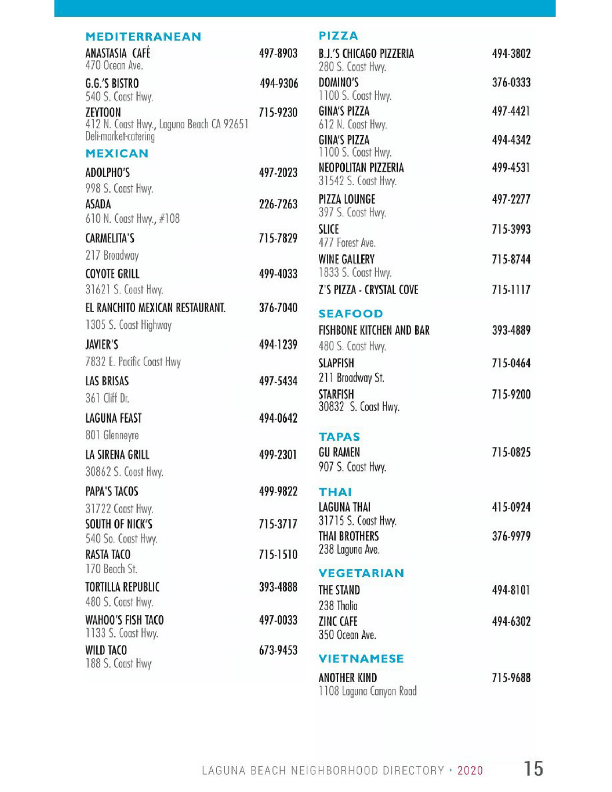 MEDITERRANEAN
ANASTASIA CAFÉ 497-8903
470 Ocean Ave.
G.G.'S BISTRO 494-9306
540 S. Coast Hwy.
ZEYTOON 715-9230
412 N. Coast Hwy., Laguna Beach CA 92651
Deli-market-catering
MEXICAN
ADOLPHO'S 497-2023
998 S. Coast Hwy.
ASADA 226-7263
610 N. Coast Hwy., #108
CARMELITA'S 715-7829
217 Broadway
COYOTE GRILL 499-4033
31621 S. Coast Hwy.
EL RANCHITO MEXICAN RESTAURANT. 376-7040
1305 S. Coast Highway
JAVIER'S 494-1239
7832 E. Pacific Coast Hwy
LAS BRISAS 497-5434
361 Cliff Dr.
LAGUNA FEAST 494-0642
801 Glenneyre
LA SIRENA GRILL 499-2301
30862 S. Coast Hwy.
PAPA'S TACOS 499-9822
31722 Coast Hwy.
SOUTH OF NICK'S 715-3717
540 So. Coast Hwy.
RASTA TACO 715-1510
170 Beach St.
TORTILLA REPUBLIC 393-4888
480 S. Coast Hwy.
WAHOO'S FISH TACO 497-0033
1133 S. Coast Hwy.
WILD TACO 673-9453
188 S. Coast Hwy
PIZZA
B.J.'S CHICAGO PIZZERIA 494-3802
280 S. Coast Hwy.
DOMINO'S 376-0333
1100 S. Coast Hwy.
GINA'S PIZZA 497-4421
612 N. Coast Hwy.
GINA'S PIZZA 494-4342
1100 S. Coast Hwy.
NEOPOLITAN PIZZERIA 499-4531
31542 S. Coast Hwy.
PIZZA LOUNGE 497-2277
397 S. Coast Hwy.
SLICE 715-3993
477 Forest Ave.
WINE GALLERY 715-8744
1833 S. Coast Hwy.
Z'S PIZZA - CRYSTAL COVE 715-1117
SEAFOOD
FISHBONE KITCHEN AND BAR 393-4889
480 S. Coast Hwy.
SLAPFISH 715-0464
211 Broadway St.
STARFISH 715-9200
30832 S. Coast Hwy.
TAPAS
GU RAMEN 715-0825
907 S. Coast Hwy.
THAI
LAGUNA THAI 415-0924
31715 S. Coast Hwy.
THAI BROTHERS 376-9979
238 Laguna Ave.
VEGETARIAN
THE STAND 494-8101
238 Thalia
ZINC CAFE 494-6302
350 Ocean Ave.
VIETNAMESE
ANOTHER KIND 715-9688
1108 Laguna Canyon Road
LAGUNA BEACH NEIGHBORHOOD DIRECTORY • 2020 15